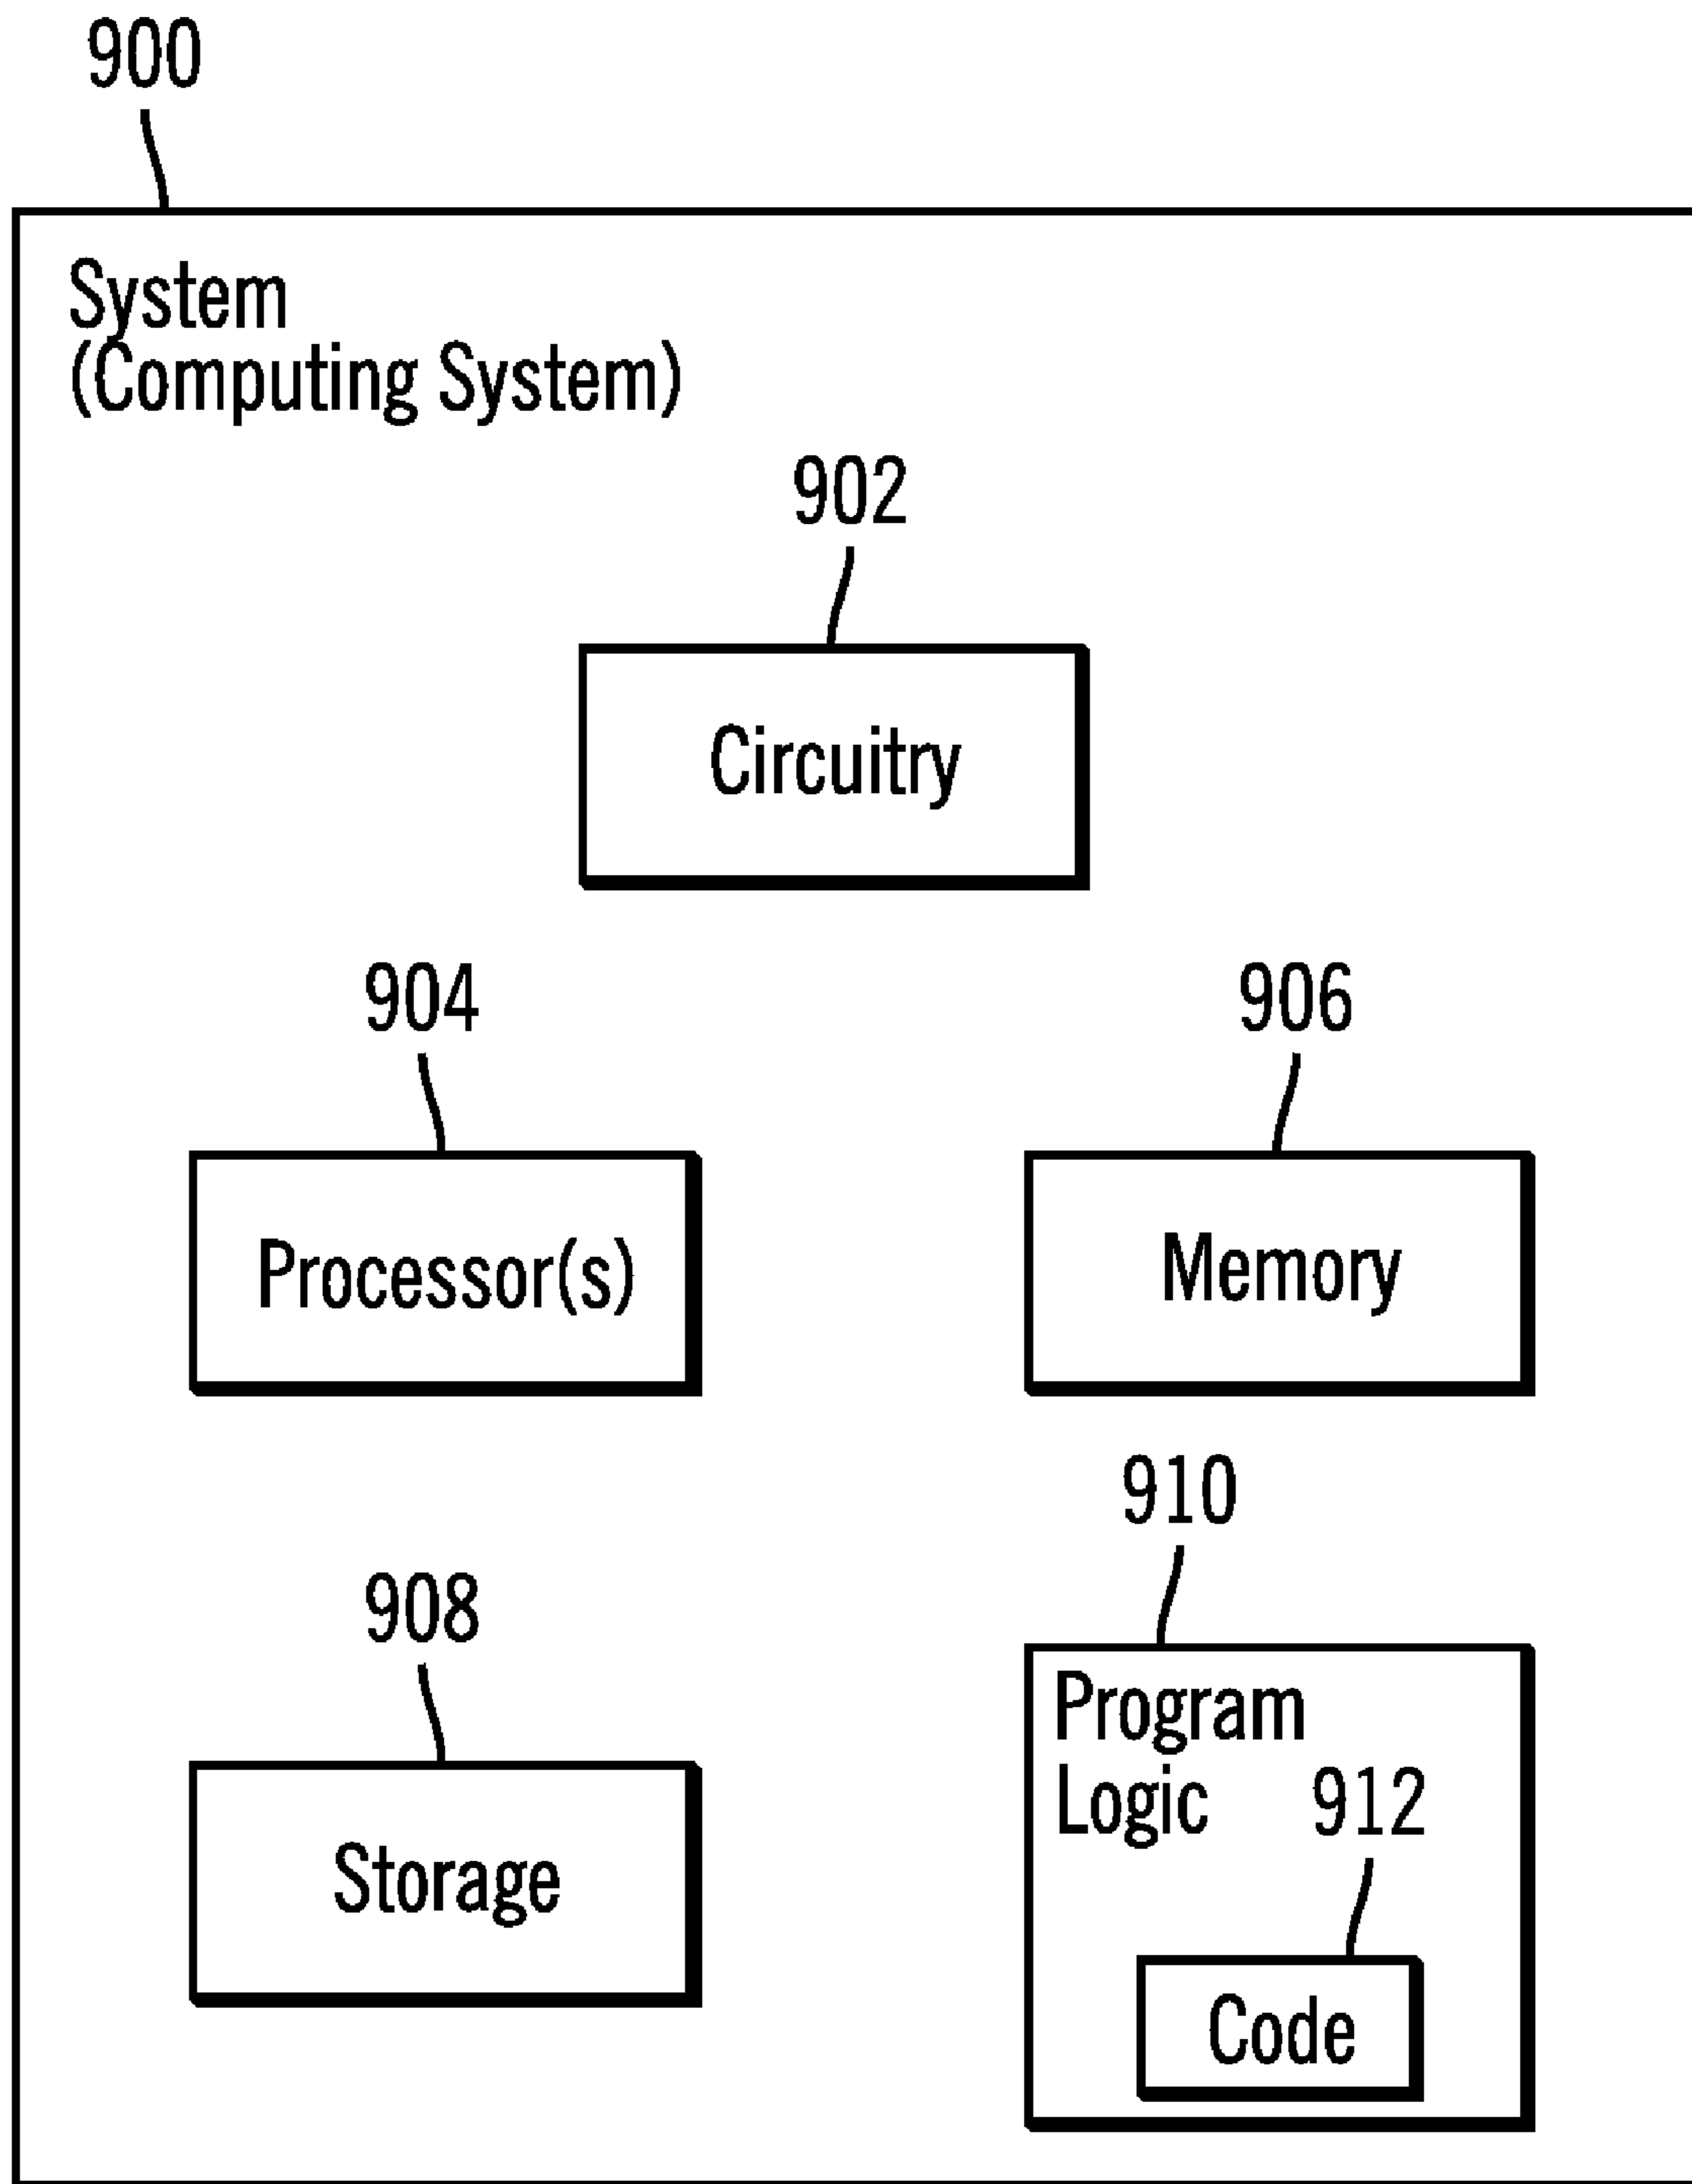 900
System
(Computing System)
902
Circuitry
904
906
Processor(s)
Memory
910
908
Program
Logic
912
Storage
Code